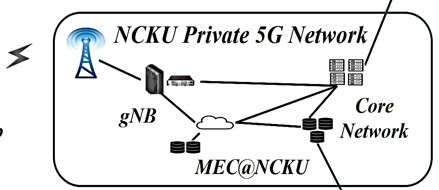 NCKU Private 5G Network
gNB
Core
Network
MEC@NCKU